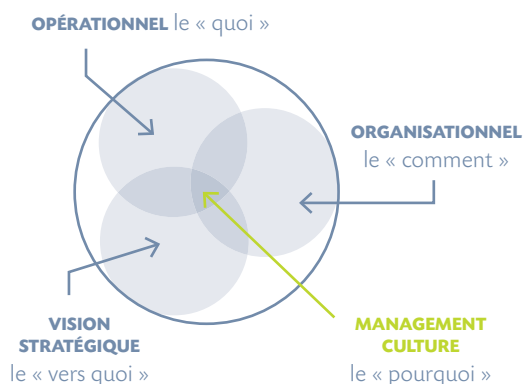 OPÉRATIONNEL le « quoi »
ORGANISATIONNEL
le « comment »
VISION
STRATÉGIQUE
le « vers quoi »
MANAGEMENT
CULTURE
le « pourquoi »